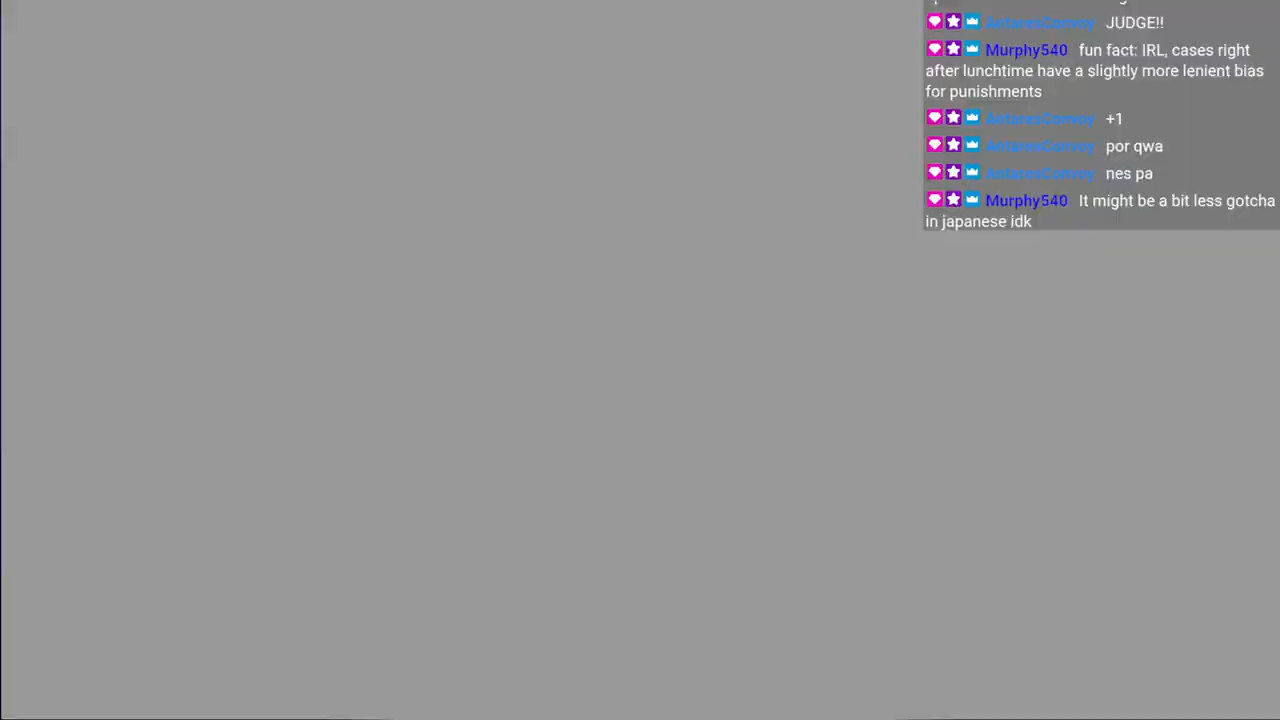 JUDGE!!
Murphy540 fun fact: IRL, cases right
after lunchtime have a slightly more lenient bias
for punishments
+1
por qwa
nes pa
Murphy540 It might be a bit less gotcha
in japanese idk